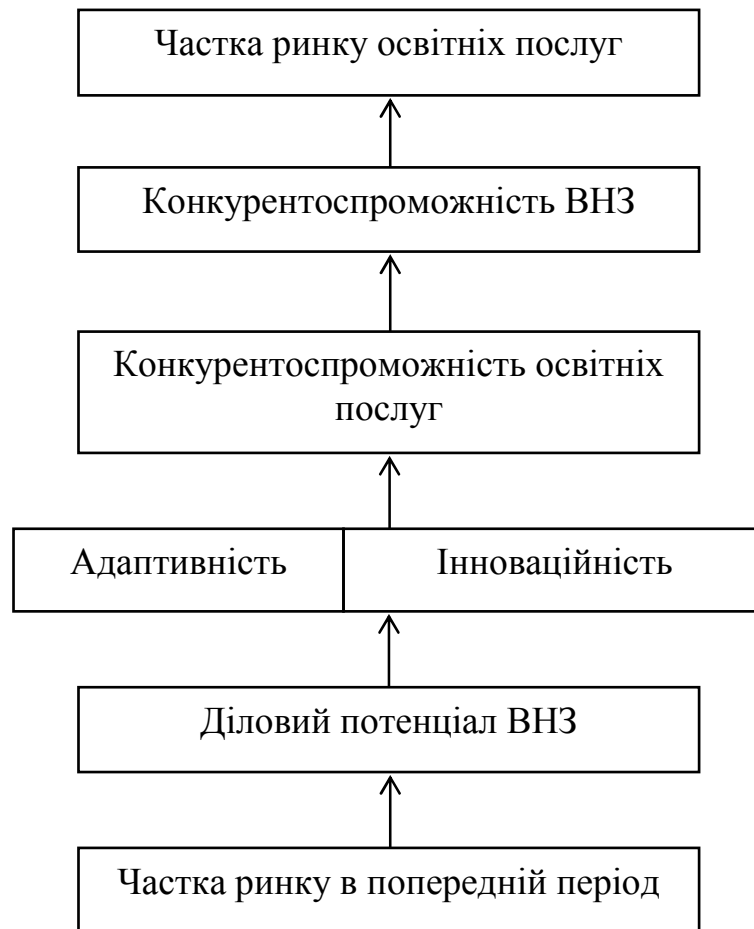 Частка ринку освітніх послуг
Конкурентоспроможність ВНЗ
Конкурентоспроможність освітніх
послуг
Адаптивність
Інноваційність
Діловий потенціал ВНЗ
Частка ринку в попередній період